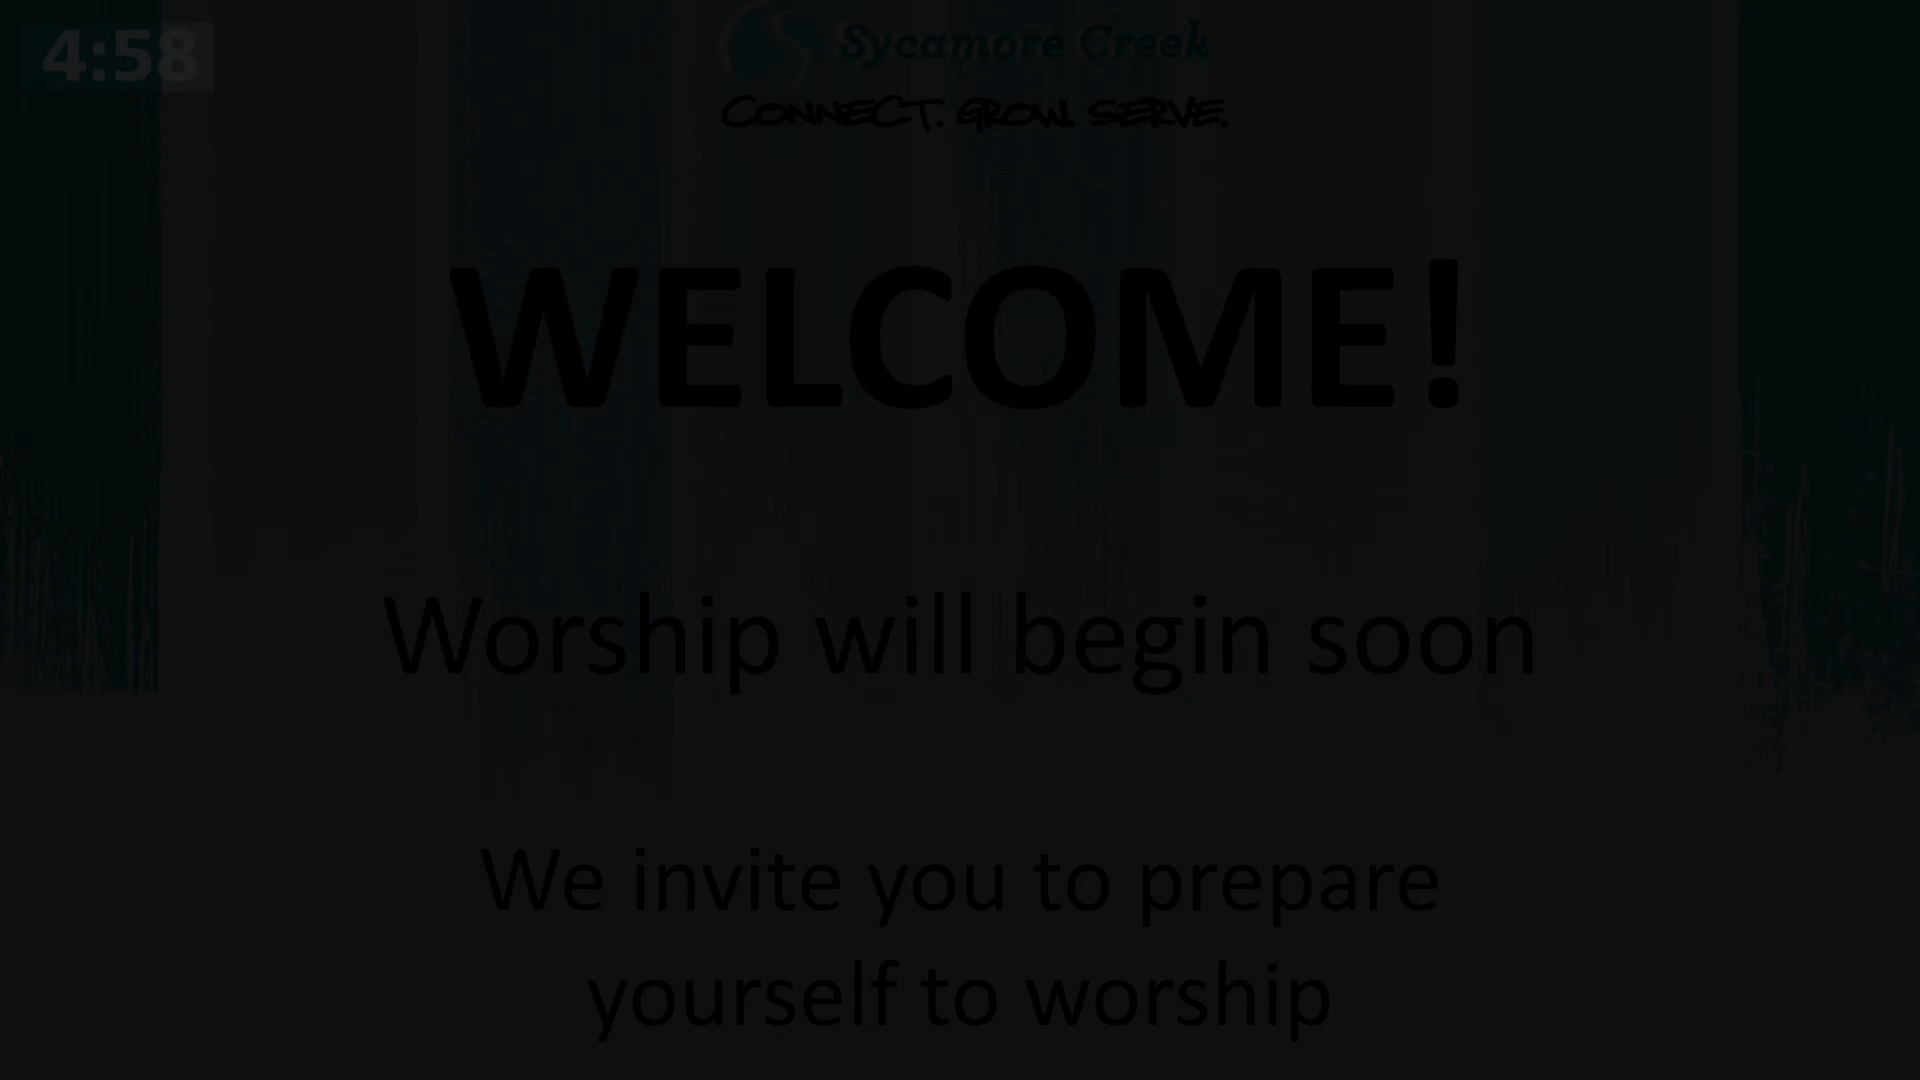 4:58
Sycamore Creek
CONNECT. GROW. SERVE.
WELCOME!
Worship will begin soon
We invite you to prepare
yourself to worship